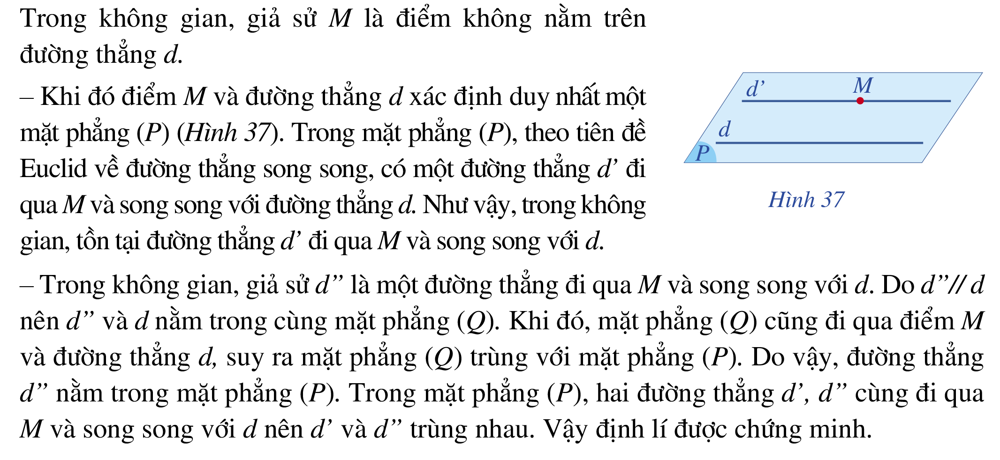 Trong không gian, giả sử M là điểm không nằm trên
đường thẳng d.
– Khi đó điểm M và đường thẳng d xác định duy nhất một
mặt phẳng (P) (Hình 37). Trong mặt phẳng (P), theo tiên đề
Euclid về đường thẳng song song, có một đường thẳng d’ đi
qua M và song song với đường thẳng d. Như vậy, trong không
gian, tồn tại đường thẳng d’ đi qua M và song song với d.
d’
M
d
P
Hình 37
– Trong không gian, giả sử d” là một đường thẳng đi qua M và song song với d. Do d”// d
nên d” và d nằm trong cùng mặt phẳng (Q). Khi đó, mặt phẳng (Q) cũng đi qua điểm M
và đường thẳng d, suy ra mặt phẳng (Q) trùng với mặt phẳng (P). Do vậy, đường thẳng
d” nằm trong mặt phẳng (P). Trong mặt phẳng (P), hai đường thẳng d’, d” cùng đi qua
M và song song với d nên d’ và d” trùng nhau. Vậy định lí được chứng minh.